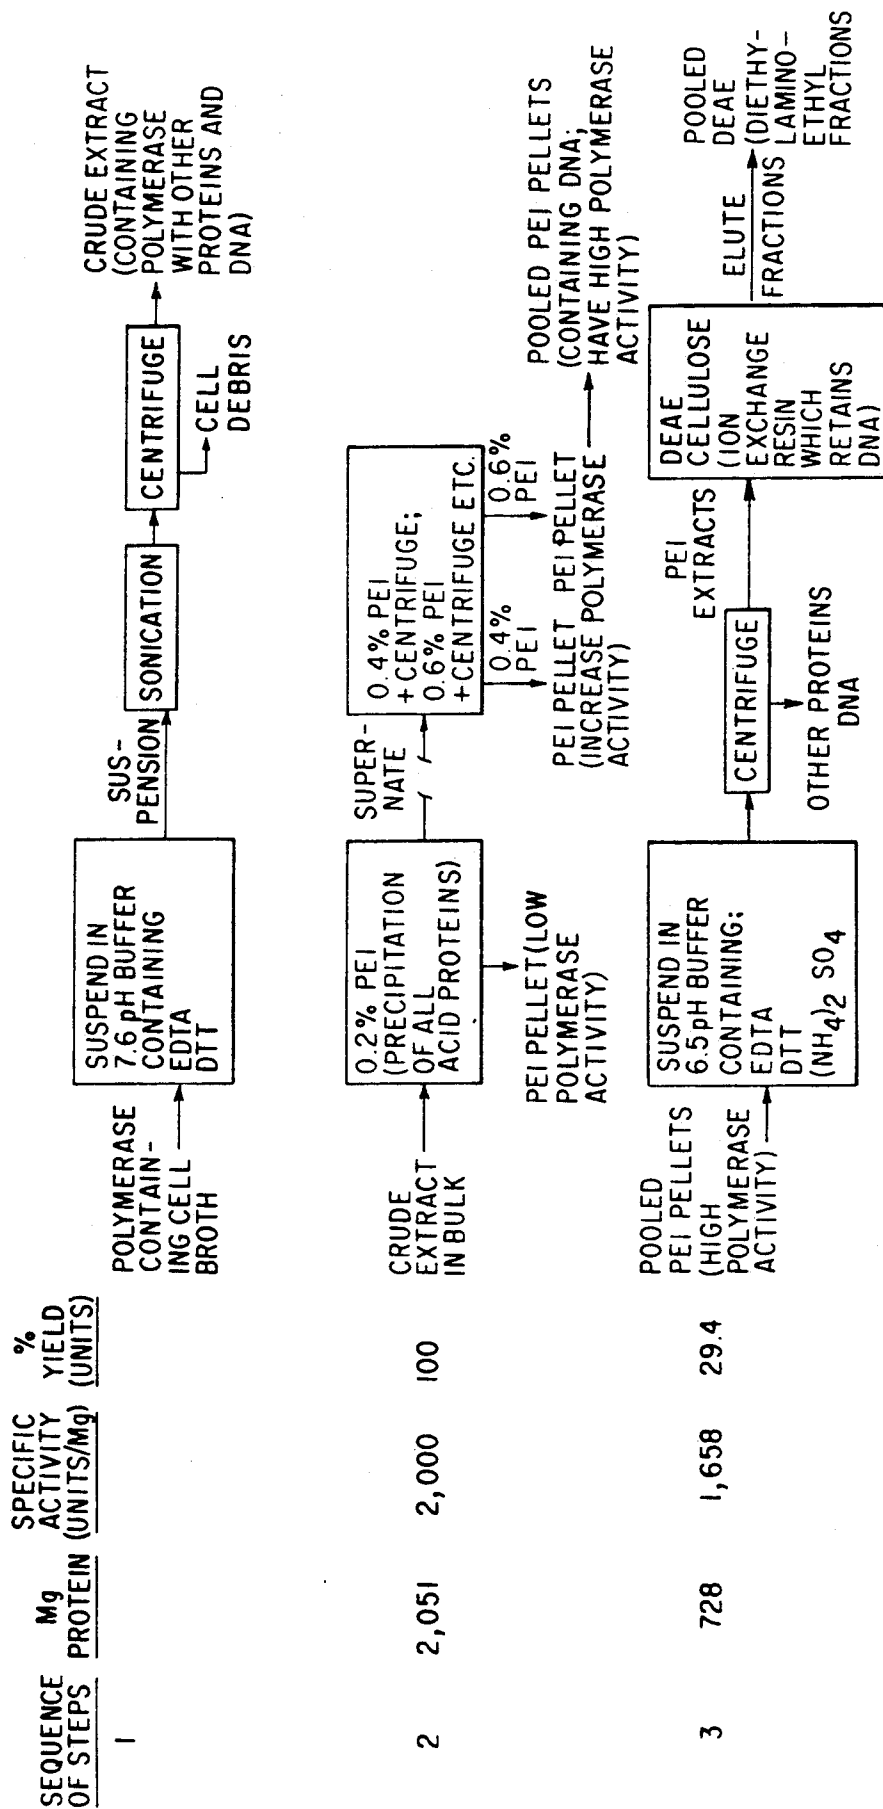 SEQUENCE
OF STEPS
Mg
PROTEIN
SPECIFIC
ACTIVITY
(UNITS/Mg)
%
YIELD
(UNITS)
1
POLYMERASE
CONTAIN-
ING CELL
BROTH
SUSPEND IN
7.6 pH BUFFER
CONTAINING
EDTA
DTT
SUS-
PENSION
SONICATION
CENTRIFUGE
CELL
DEBRIS
CRUDE EXTRACT
(CONTAINING
POLYMERASE
WITH OTHER
PROTEINS AND
DNA)
2
2,051
2,000
100
CRUDE
EXTRACT
IN BULK
0.2% PEI
(PRECIPITATION
OF ALL
ACID PROTEINS)
PEI PELLET (LOW
POLYMERASE
ACTIVITY)
SUPER-
NATE
0.4% PEI
+CENTRIFUGE;
0.6% PEI
+CENTRIFUGE ETC.
0.4%
PEI
0.6%
PEI
PEI PELLET PEI PELLET
(INCREASE POLYMERASE
ACTIVITY)
POOLED PEI PELLETS
(CONTAINING DNA;
HAVE HIGH POLYMERASE
ACTIVITY)
3
728
1,658
29.4
POOLED
PEI PELLETS
(HIGH
POLYMERASE
ACTIVITY)
SUSPEND IN
6.5 pH BUFFER
CONTAINING;
EDTA
DTT
(NH4)2 SO4
CENTRIFUGE
OTHER PROTEINS
DNA
PEI
EXTRACTS
DEAE
CELLULOSE
(ION
EXCHANGE
RESIN
WHICH
RETAINS
DNA)
ELUTE
FRACTIONS
POOLED
DEAE
(DIETHY-
LAMINO-
ETHYL
FRACTIONS